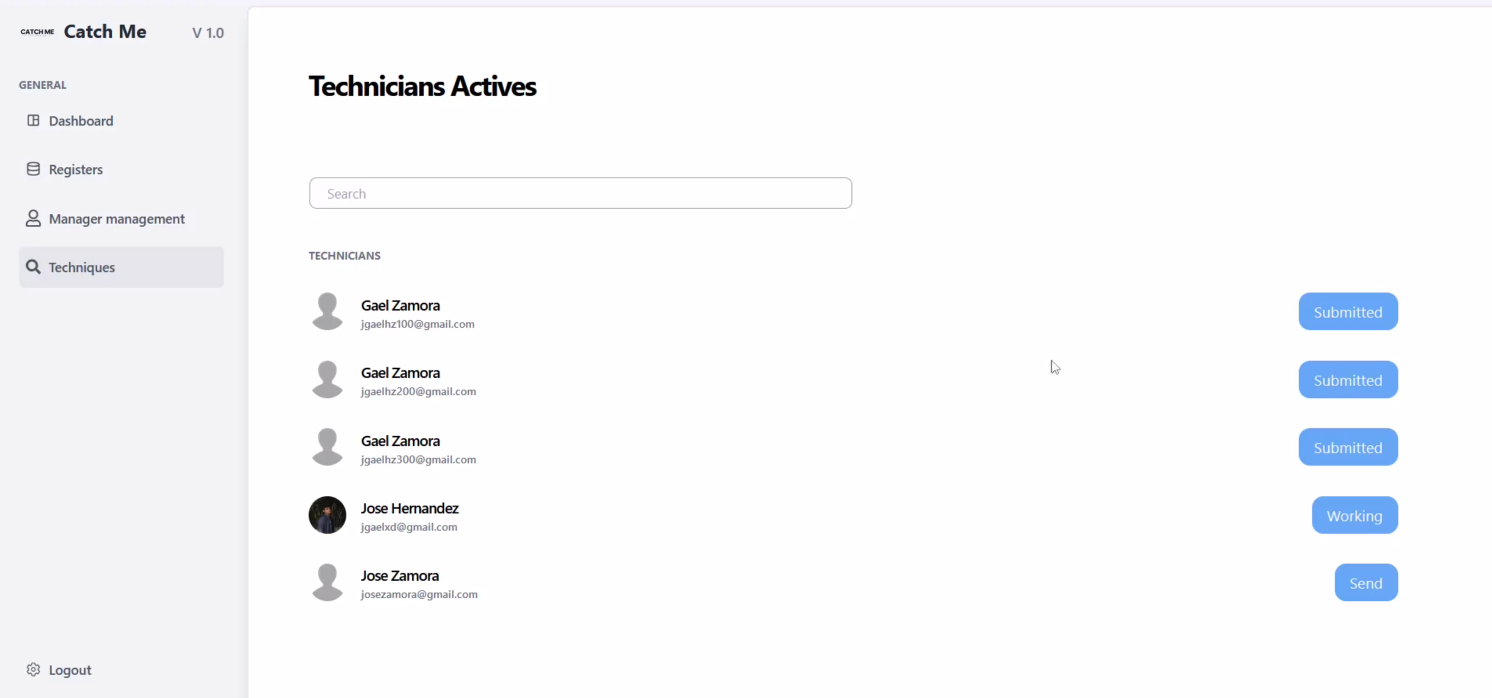 CATCH ME Catch Me V 1.0
GENERAL
Dashboard
Registers
Manager management
Techniques
Logout
Technicians Actives
Search
TECHNICIANS
Gael Zamora
jgaelhz100@gmail.com
Submitted
Gael Zamora
jgaelhz200@gmail.com
Submitted
Gael Zamora
jgaelhz300@gmail.com
Submitted
Jose Hernandez
jgaelxd@gmail.com
Working
Jose Zamora
josezamora@gmail.com
Send